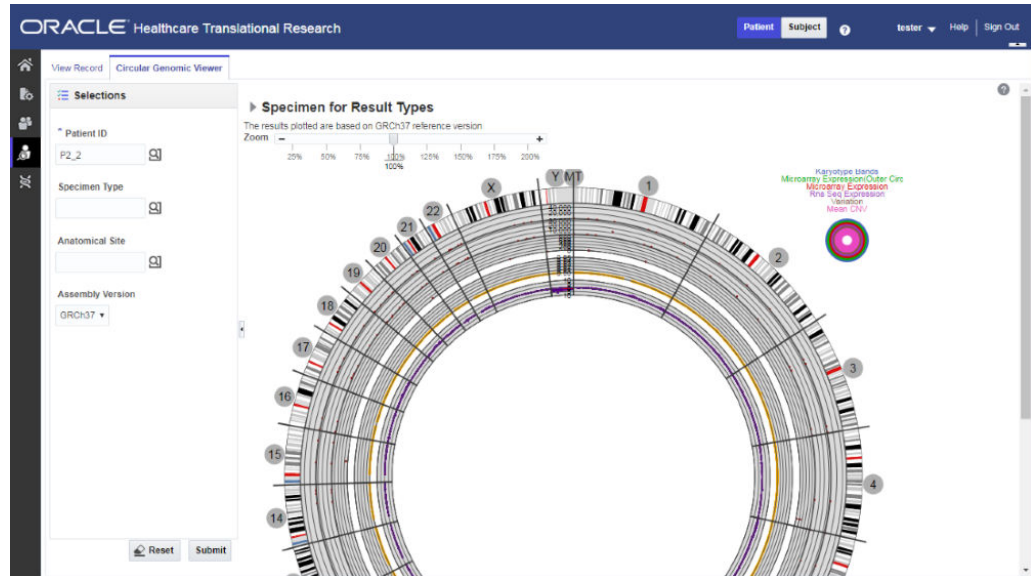 ORACLE Healthcare Translational Research
Patient Subject ? tester Help Sign Out
View Record Circular Genomic Viewer
Selections
* Patient ID
P2_2
Specimen Type
Anatomical Site
Assembly Version
GRCh37
Reset Submit
Specimen for Result Types
The results plotted are based on GRCh37 reference version
Zoom - +
25% 50% 75% 100% 125% 150% 175% 200%
100%
Karyotype Bands
Microarray Expression(Outer Circ
Microarray Expression
Rna Seq Expression
Variation
Mean CNV
Y MT
X 1
22
21
20 2
19
18
17 3
16
15
4
14